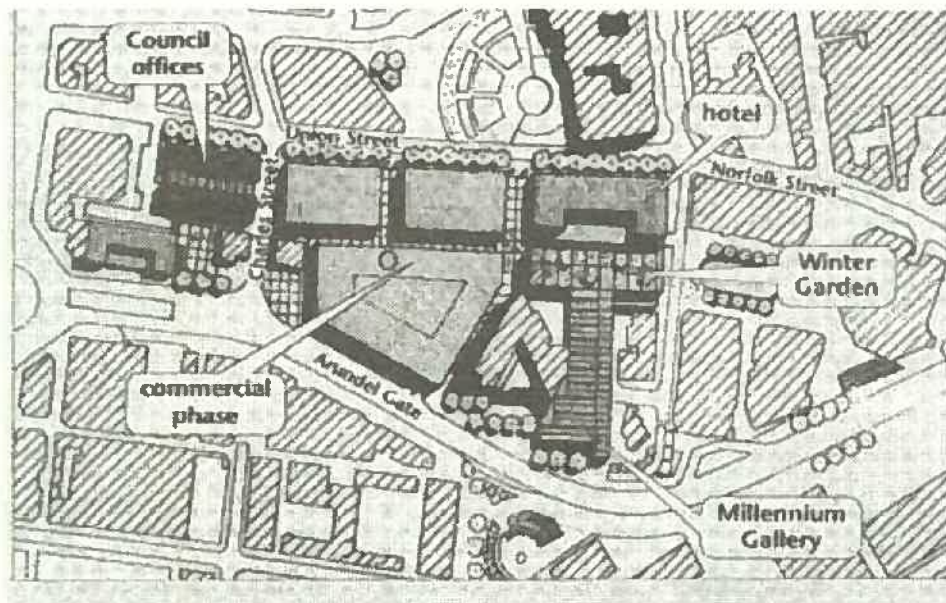 Council
offices
hotel
Union Street
Norfolk Street
Charles Street
Winter
Garden
commercial
phase
Arundel Gate
Millennium
Gallery